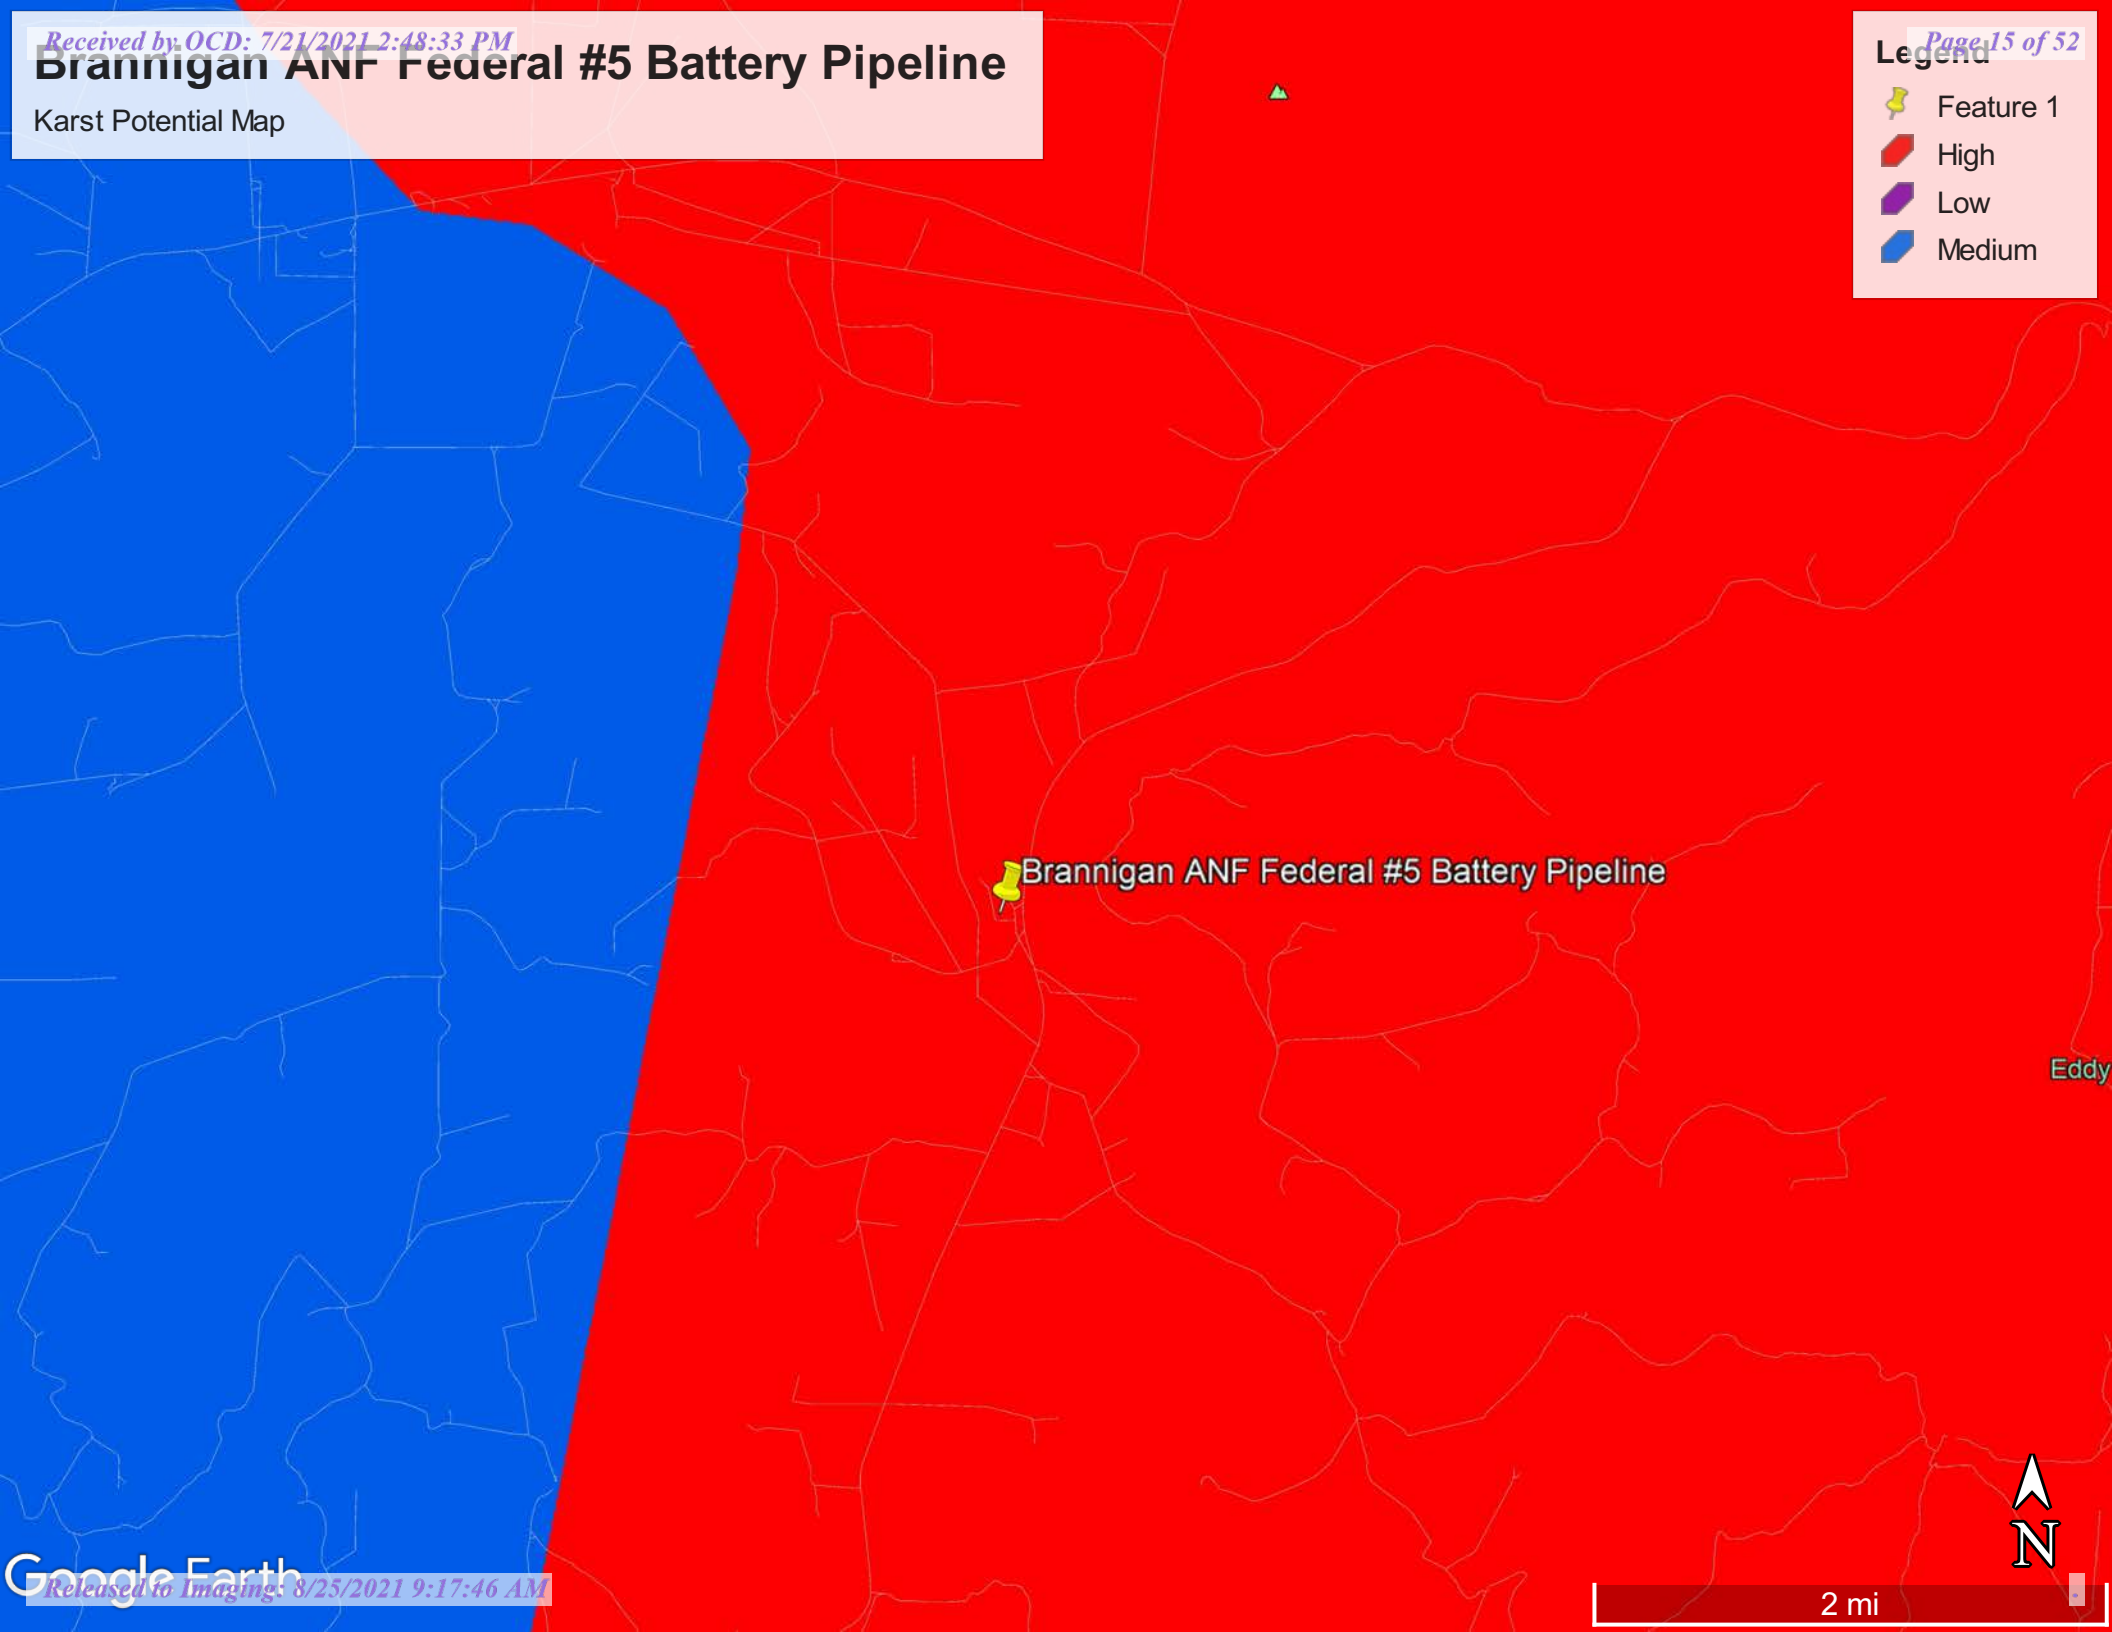 Received by OCD: 7/21/2021 2:48:33 PM
Page 15 of 52
Brannigan ANF Federal #5 Battery Pipeline
Karst Potential Map
Legend
Feature 1
High
Low
Medium
Brannigan ANF Federal #5 Battery Pipeline
Eddy
N
Google Earth
Released to Imaging: 8/25/2021 9:17:46 AM
2 mi